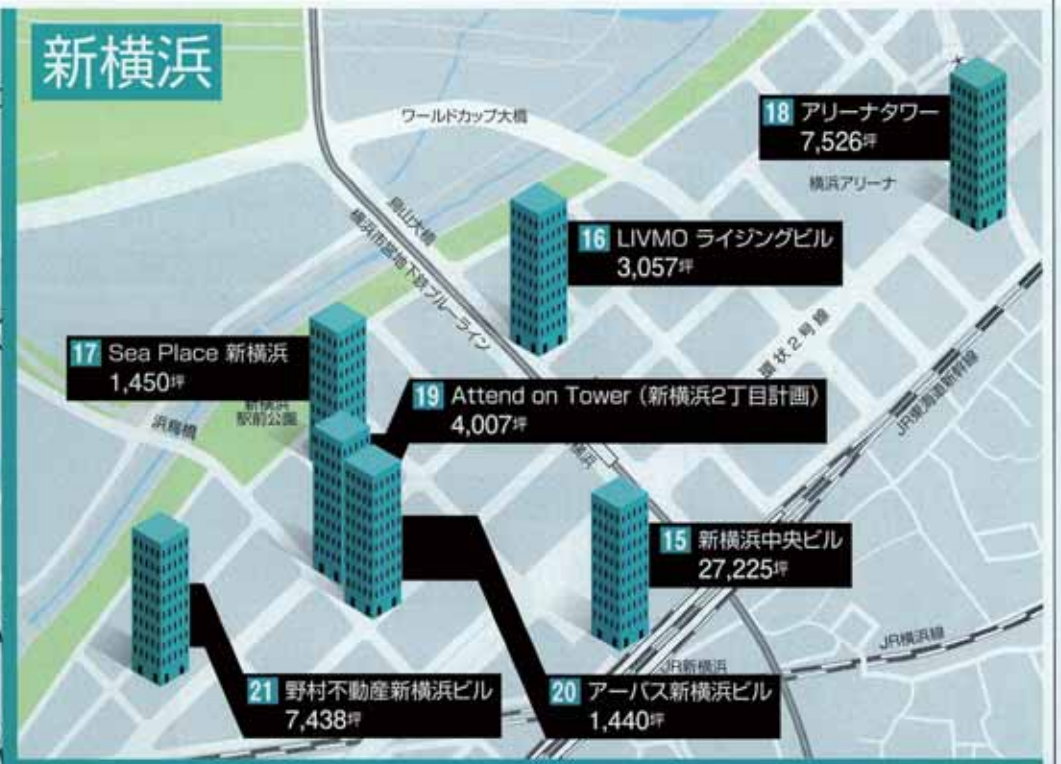 新横浜
ワールドカップ大橋
18 アリーナタワー
7,526坪
横浜アリーナ
鳥山大橋
横浜市営地下鉄ブルーライン
16 LIVMO ライジングビル
3,057坪
環状2号線
JR東海道新幹線
17 Sea Place 新横浜
1,450坪
新横浜
駅前公園
浜鳥橋
19 Attend on Tower（新横浜2丁目計画）
4,007坪
横浜
15 新横浜中央ビル
27,225坪
JR新横浜
JR横浜線
21 野村不動産新横浜ビル
7,438坪
20 アーバス新横浜ビル
1,440坪